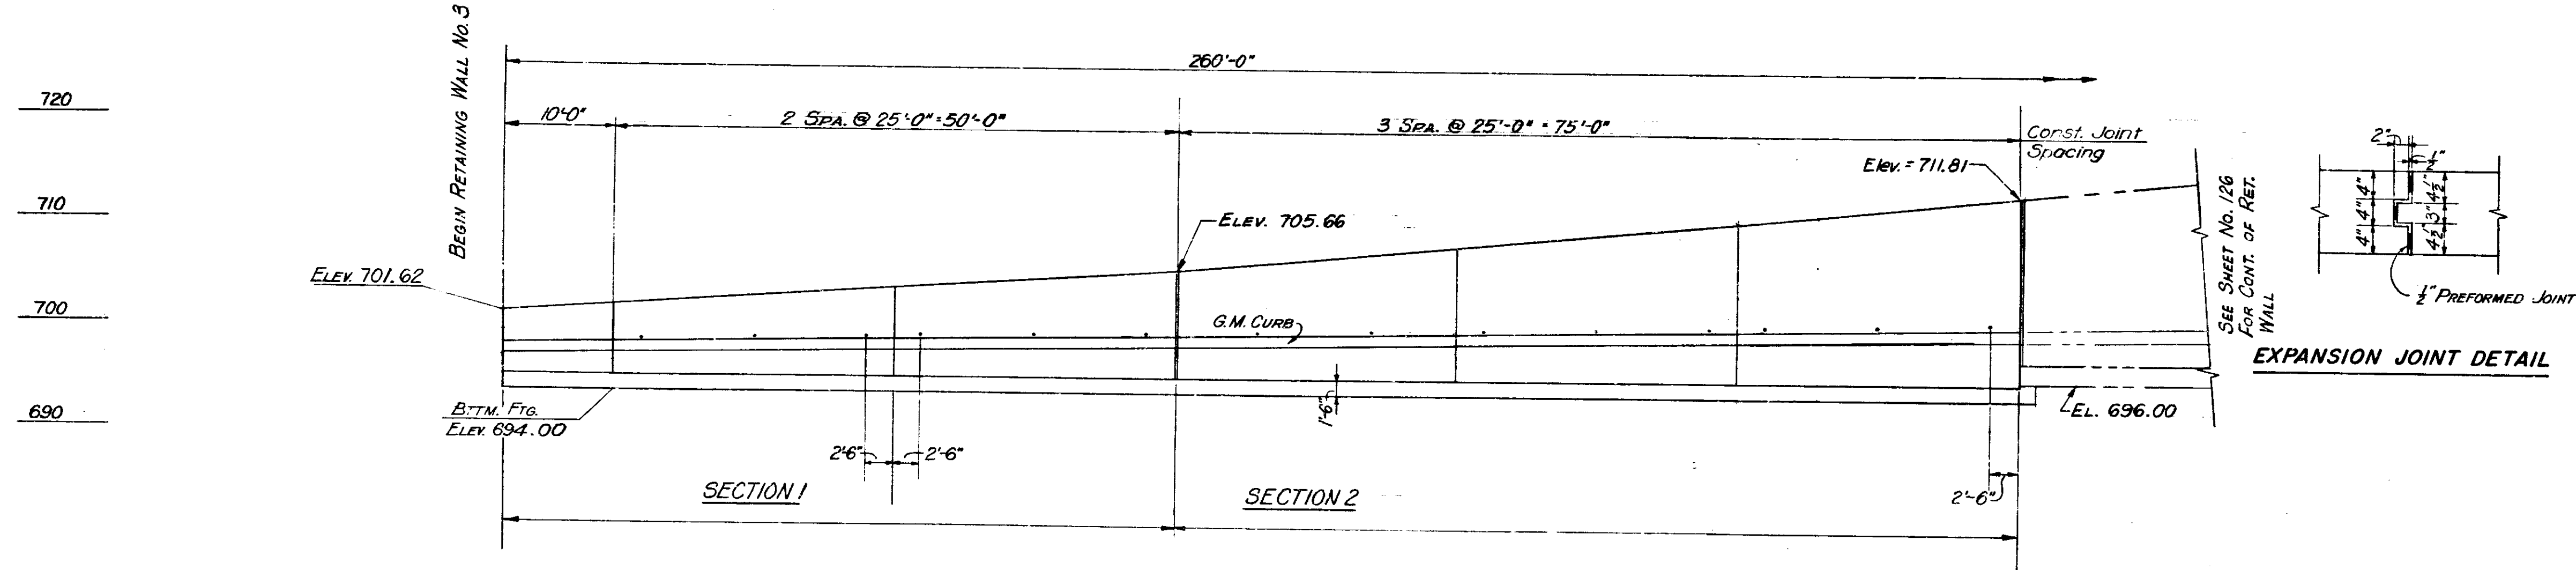 BEGIN RETAINING WALL No. 3
260'-0"
720
10'-0"
2 SPA. @ 25'-0" = 50'-0"
3 SPA. @ 25'-0" = 75'-0"
Const. Joint
Spacing
2"
1/2"
Elev. = 711.81
710
4"
4"
4"
4 1/2"
3"
4 1/2"
SEE SHEET No. 126
FOR CONT. OF RET.
WALL
ELEV. 705.66
ELEV. 701.62
1/2" PREFORMED JOINT
700
G.M. CURB
EXPANSION JOINT DETAIL
690
BTTM. FTG.
ELEV. 694.00
1'-6"
EL. 696.00
2'-6"
2'-6"
SECTION 1
SECTION 2
2'-6"